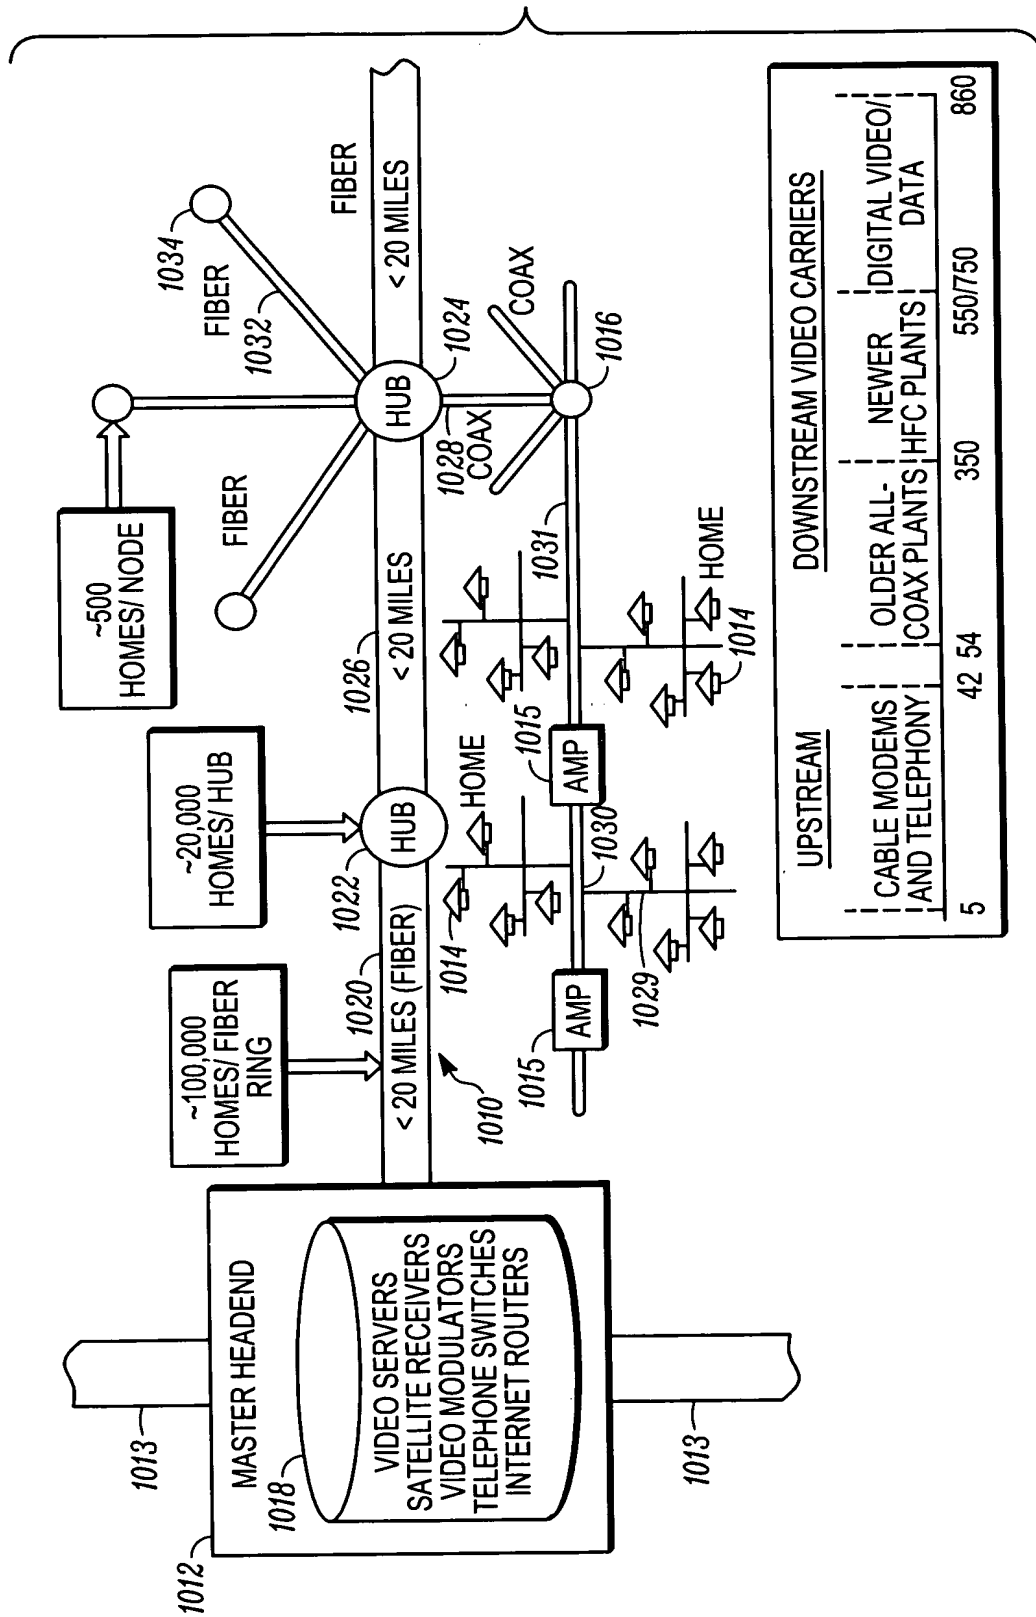 ~100,000
HOMES/ FIBER
RING
~20,000
HOMES/ HUB
~500
HOMES/ NODE
1012
1013
MASTER HEADEND
1018
VIDEO SERVERS
SATELLITE RECEIVERS
VIDEO MODULATORS
TELEPHONE SWITCHES
INTERNET ROUTERS
1013
1020
< 20 MILES (FIBER)
1010
1022
HUB
1026
< 20 MILES
HUB
1024
< 20 MILES
FIBER
FIBER
FIBER
1032
1034
1028
COAX
COAX
1016
1014
HOME
1015
AMP
1029
1030
1015
AMP
1031
HOME
1014
UPSTREAM
DOWNSTREAM VIDEO CARRIERS
CABLE MODEMS
AND TELEPHONY
OLDER ALL-
COAX PLANTS
NEWER
HFC PLANTS
DIGITAL VIDEO/
DATA
5
42
54
350
550/750
860